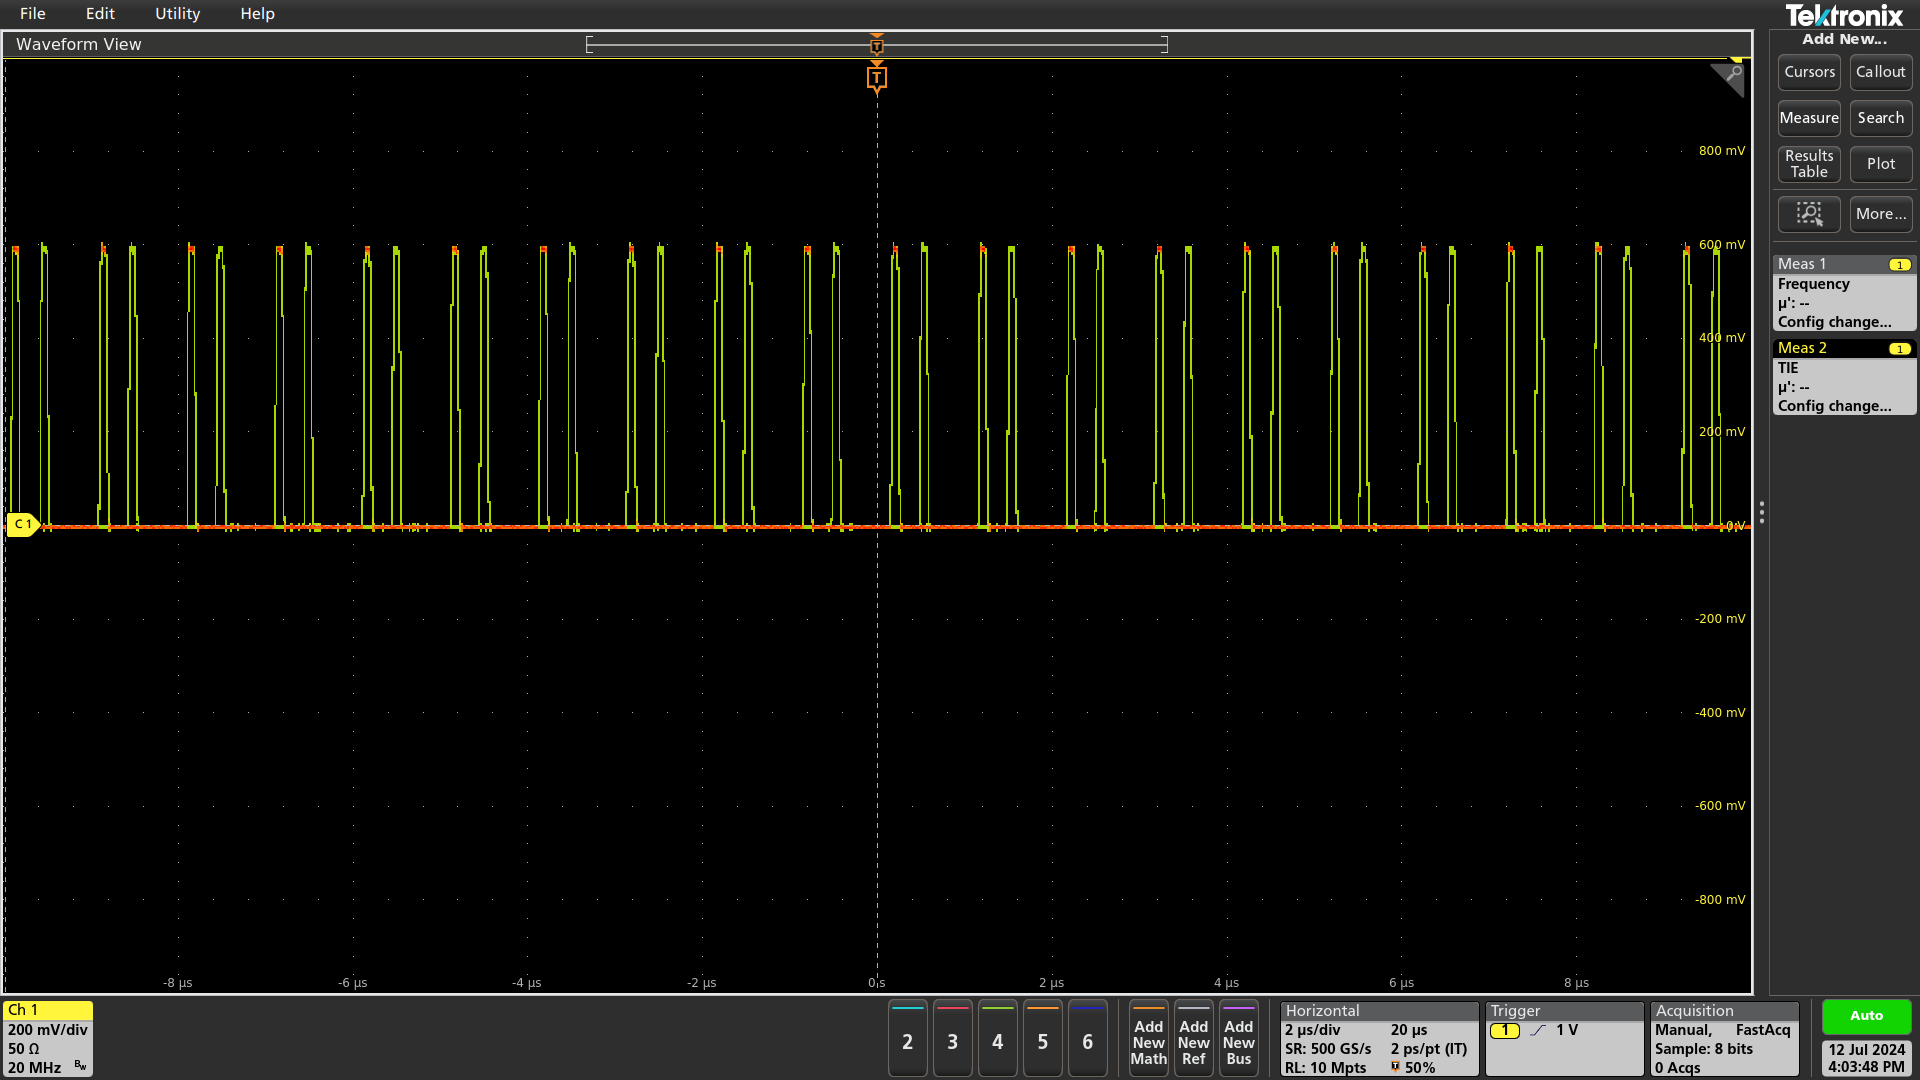 File Edit Utility Help
Tektronix
Waveform View
Add New...
T
T
Cursors Callout
Measure Search
Results
Table
Plot
More...
800 mV
600 mV
400 mV
200 mV
0 V
-200 mV
-400 mV
-600 mV
-800 mV
C 1
Meas 1 1
Frequency
µ': --
Config change...
Meas 2 1
TIE
µ': --
Config change...
-8 µs -6 µs -4 µs -2 µs 0 s 2 µs 4 µs 6 µs 8 µs
Ch 1
200 mV/div
50 Ω
20 MHz BW
2 3 4 5 6
Add
New
Math
Add
New
Ref
Add
New
Bus
Horizontal
2 µs/div 20 µs
SR: 500 GS/s 2 ps/pt (IT)
RL: 10 Mpts T 50%
Trigger
1 1 V
Acquisition
Manual, FastAcq
Sample: 8 bits
0 Acqs
Auto
12 Jul 2024
4:03:48 PM